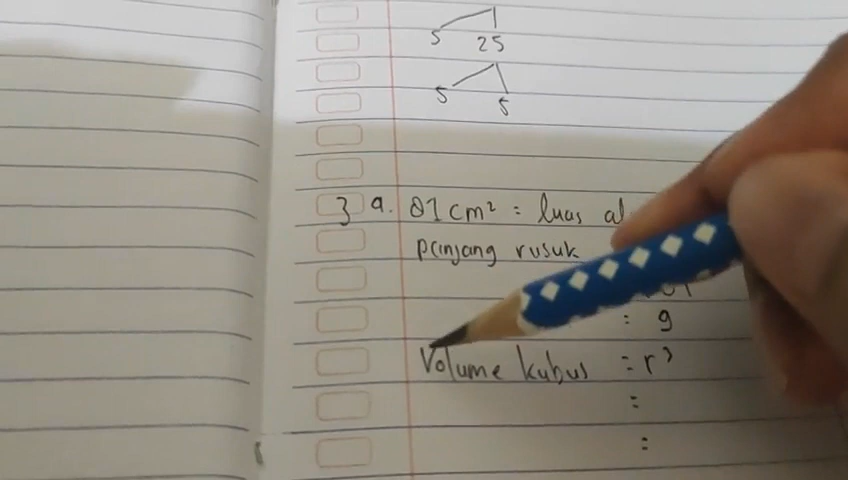 5 25
5 5
3 a. 81 cm² = luas al
panjang rusuk
= 9
Volume kubus = r³
=
=